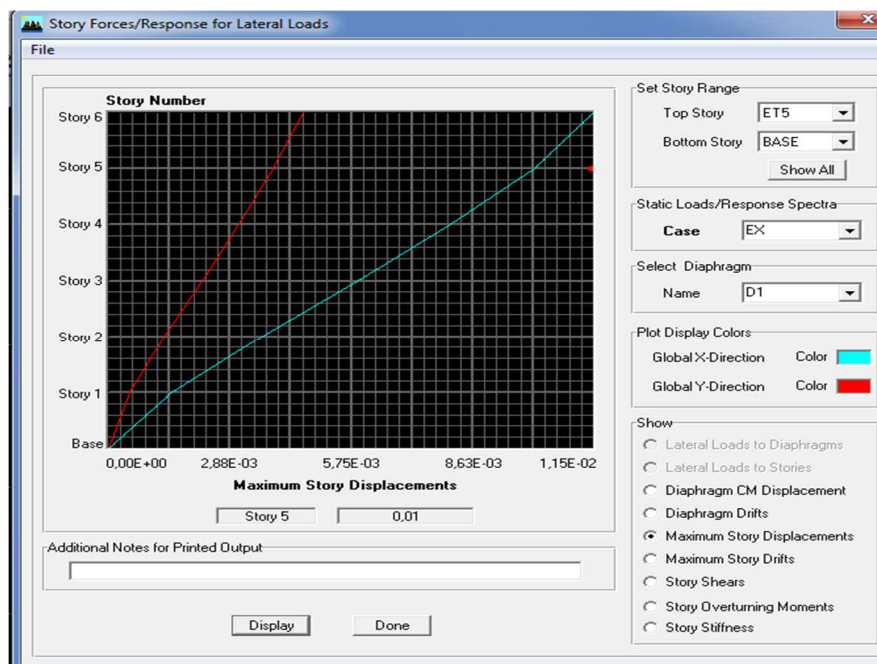 Story Forces/Response for Lateral Loads
File
Story Number
Story 6
Story 5
Story 4
Story 3
Story 2
Story 1
Base
0,00E+00 2,88E-03 5,75E-03 8,63E-03 1,15E-02
Maximum Story Displacements
Story 5 0,01
Additional Notes for Printed Output
Display Done
Set Story Range
Top Story ET5
Bottom Story BASE
Show All
Static Loads/Response Spectra
Case EX
Select Diaphragm
Name D1
Plot Display Colors
Global X-Direction Color
Global Y-Direction Color
Show
Lateral Loads to Diaphragms
Lateral Loads to Stories
Diaphragm CM Displacement
Diaphragm Drifts
Maximum Story Displacements
Maximum Story Drifts
Story Shears
Story Overturning Moments
Story Stiffness